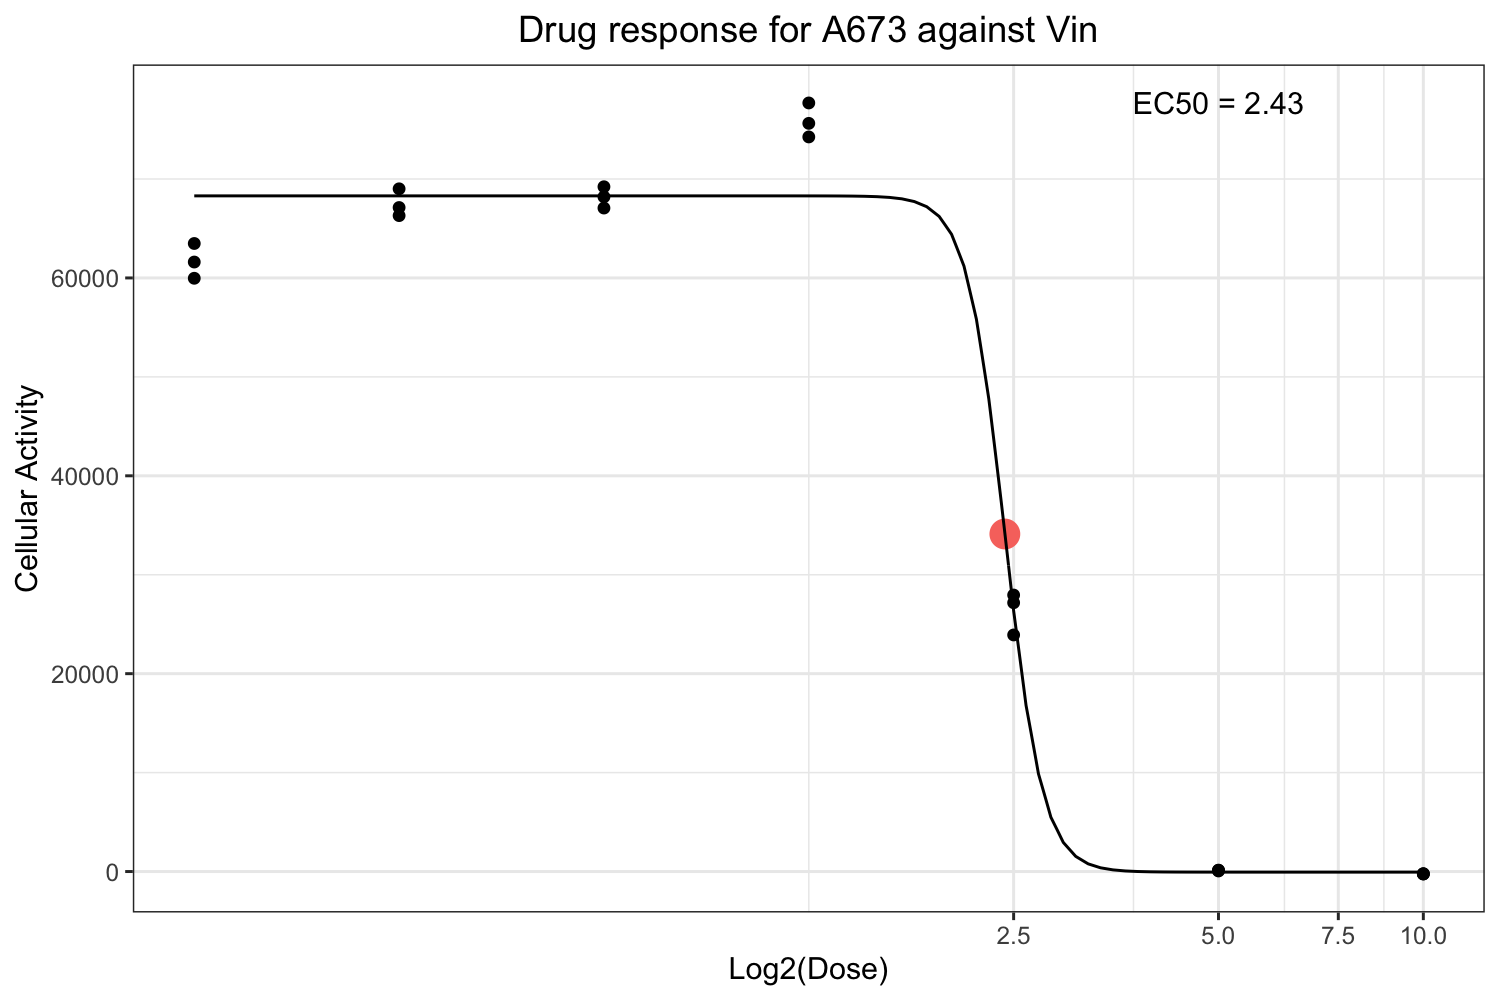 Drug response for A673 against Vin
EC50 = 2.43
Cellular Activity
60000
40000
20000
0
2.5 5.0 7.5 10.0
Log2(Dose)